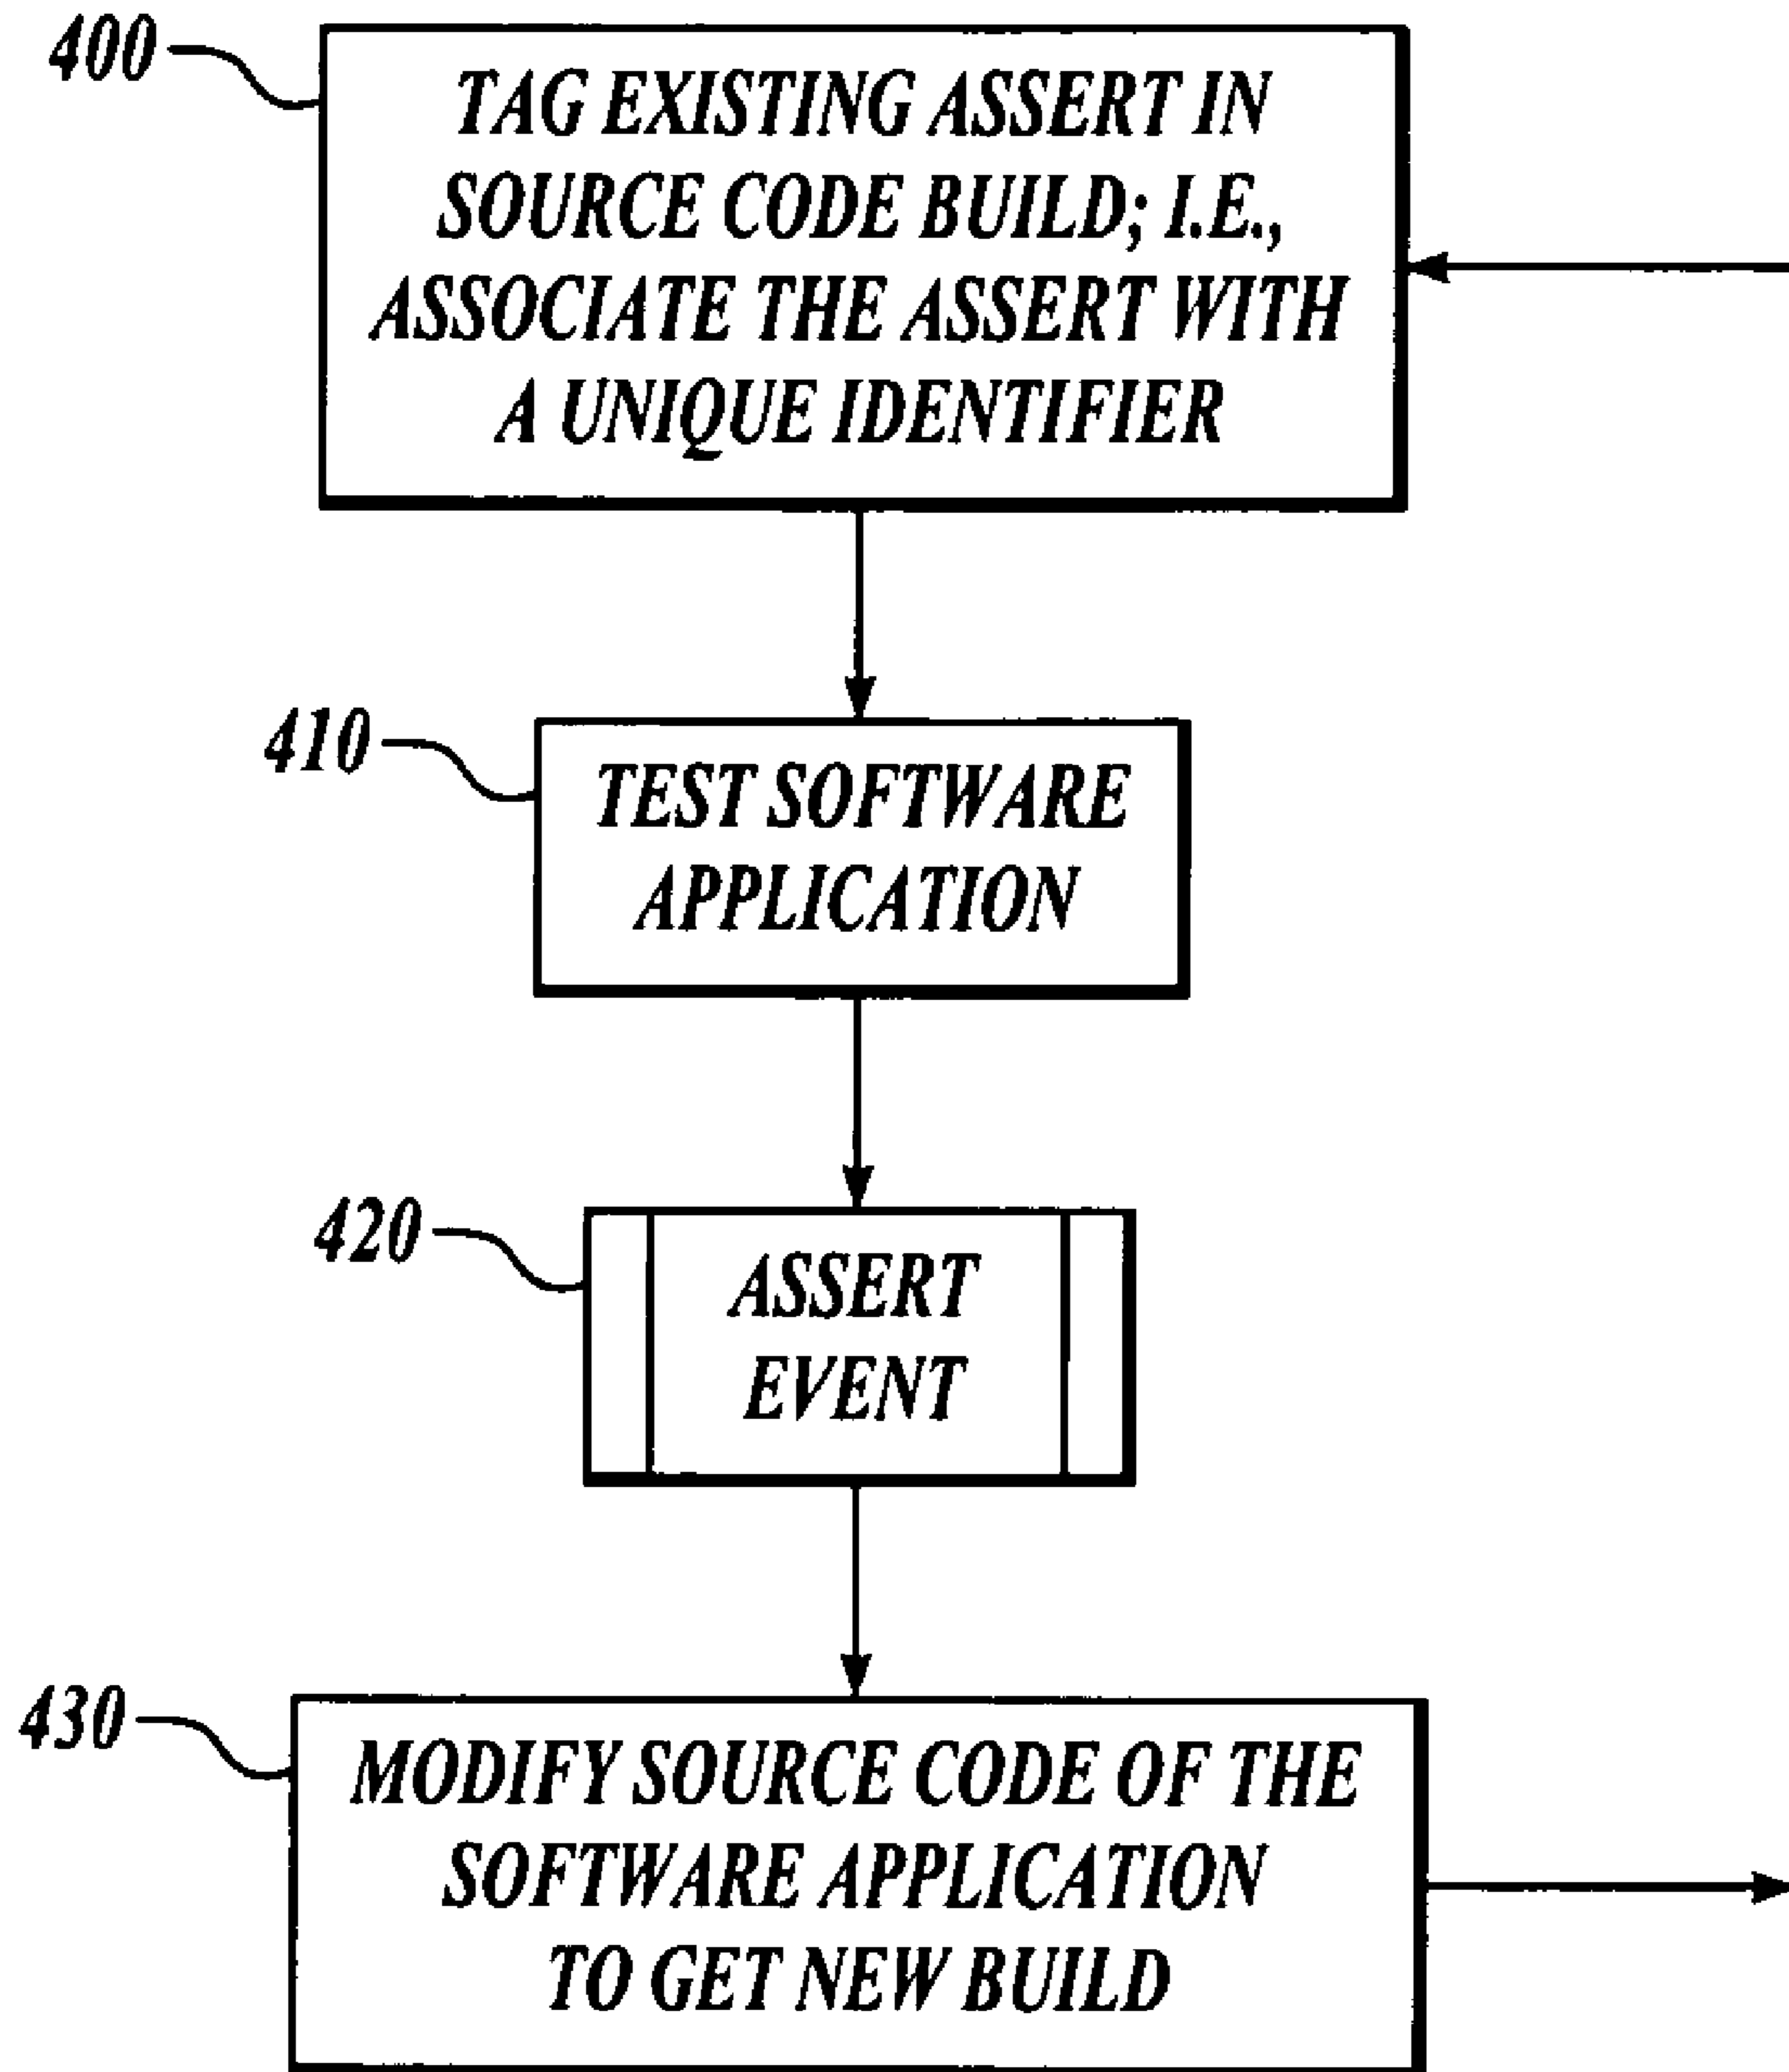 400
TAG EXISTING ASSERT IN
SOURCE CODE BUILD; I.E.,
ASSOCIATE THE ASSERT WITH
A UNIQUE IDENTIFIER
410
TEST SOFTWARE
APPLICATION
420
ASSERT
EVENT
430
MODIFY SOURCE CODE OF THE
SOFTWARE APPLICATION
TO GET NEW BUILD